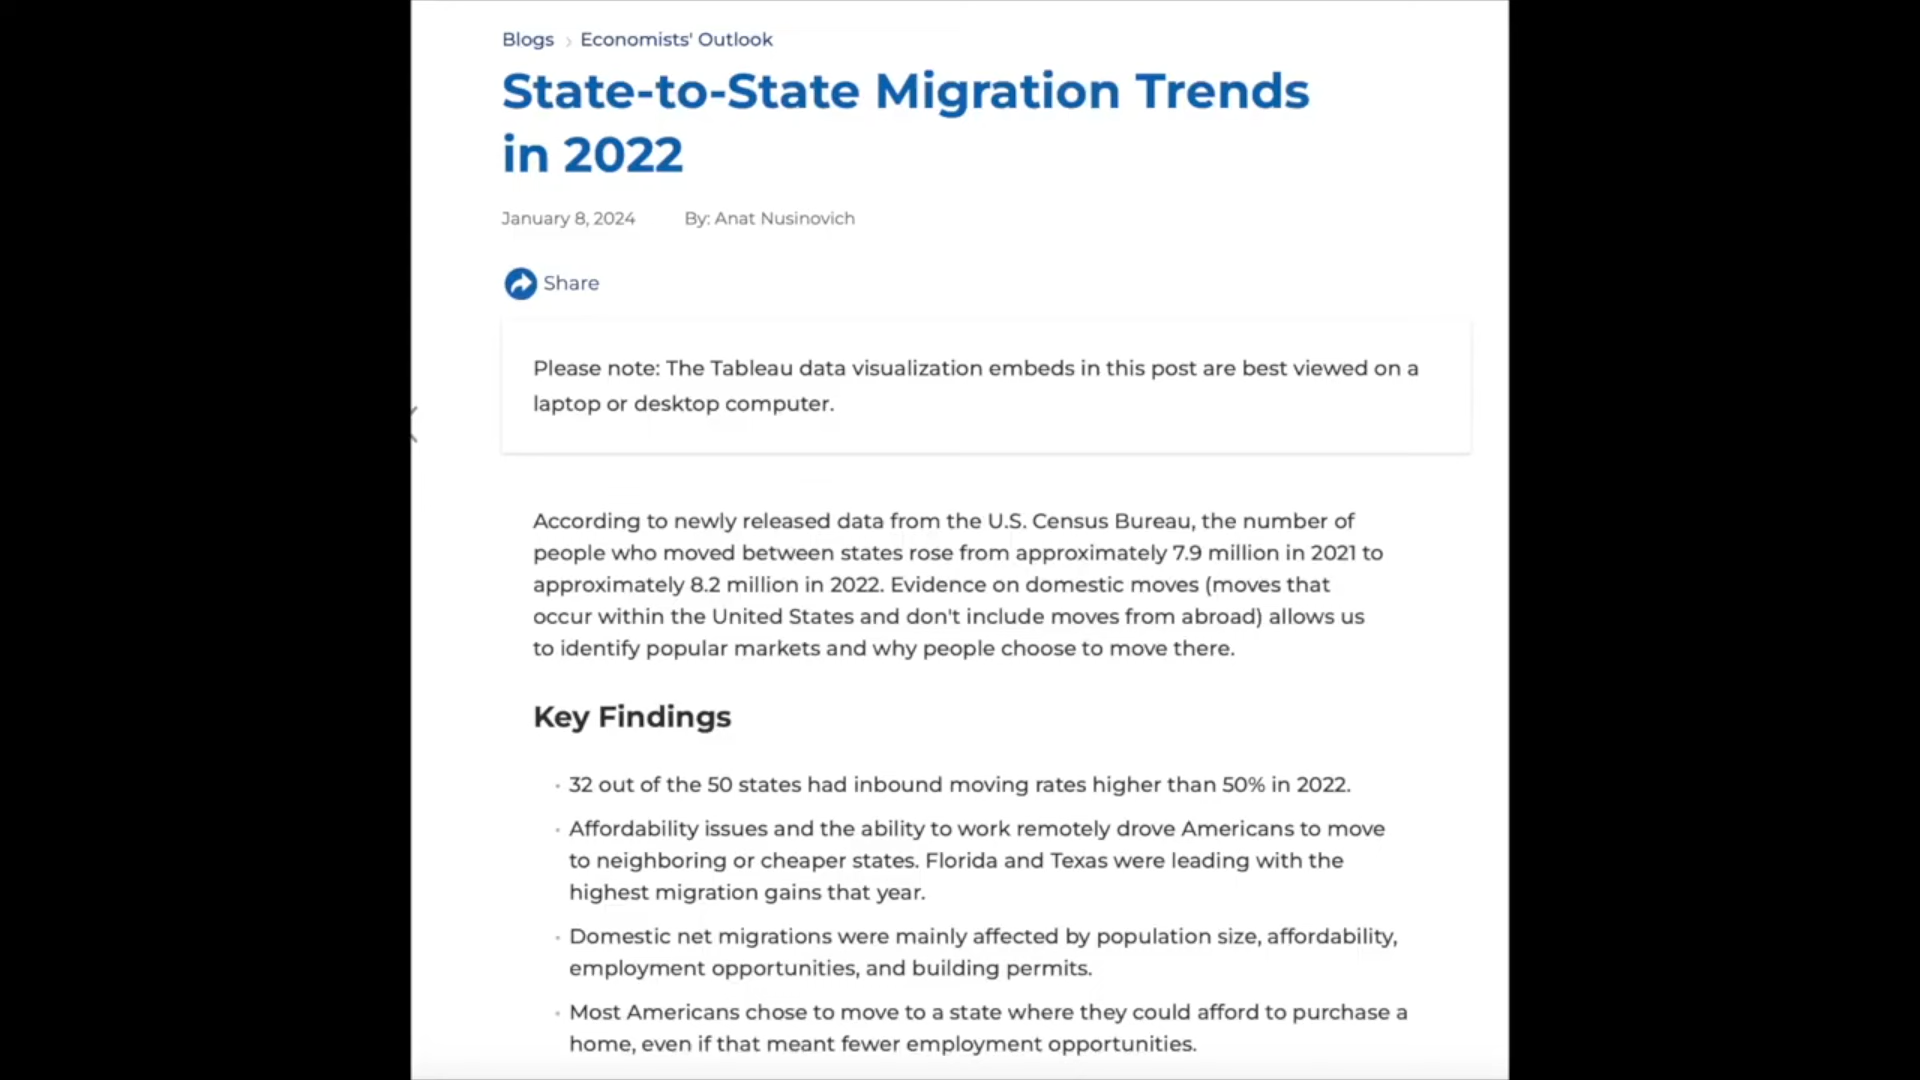 Blogs › Economists' Outlook
State-to-State Migration Trends
in 2022
January 8, 2024 By: Anat Nusinovich
Share
Please note: The Tableau data visualization embeds in this post are best viewed on a
laptop or desktop computer.
According to newly released data from the U.S. Census Bureau, the number of
people who moved between states rose from approximately 7.9 million in 2021 to
approximately 8.2 million in 2022. Evidence on domestic moves (moves that
occur within the United States and don't include moves from abroad) allows us
to identify popular markets and why people choose to move there.
Key Findings
· 32 out of the 50 states had inbound moving rates higher than 50% in 2022.
· Affordability issues and the ability to work remotely drove Americans to move
to neighboring or cheaper states. Florida and Texas were leading with the
highest migration gains that year.
· Domestic net migrations were mainly affected by population size, affordability,
employment opportunities, and building permits.
· Most Americans chose to move to a state where they could afford to purchase a
home, even if that meant fewer employment opportunities.